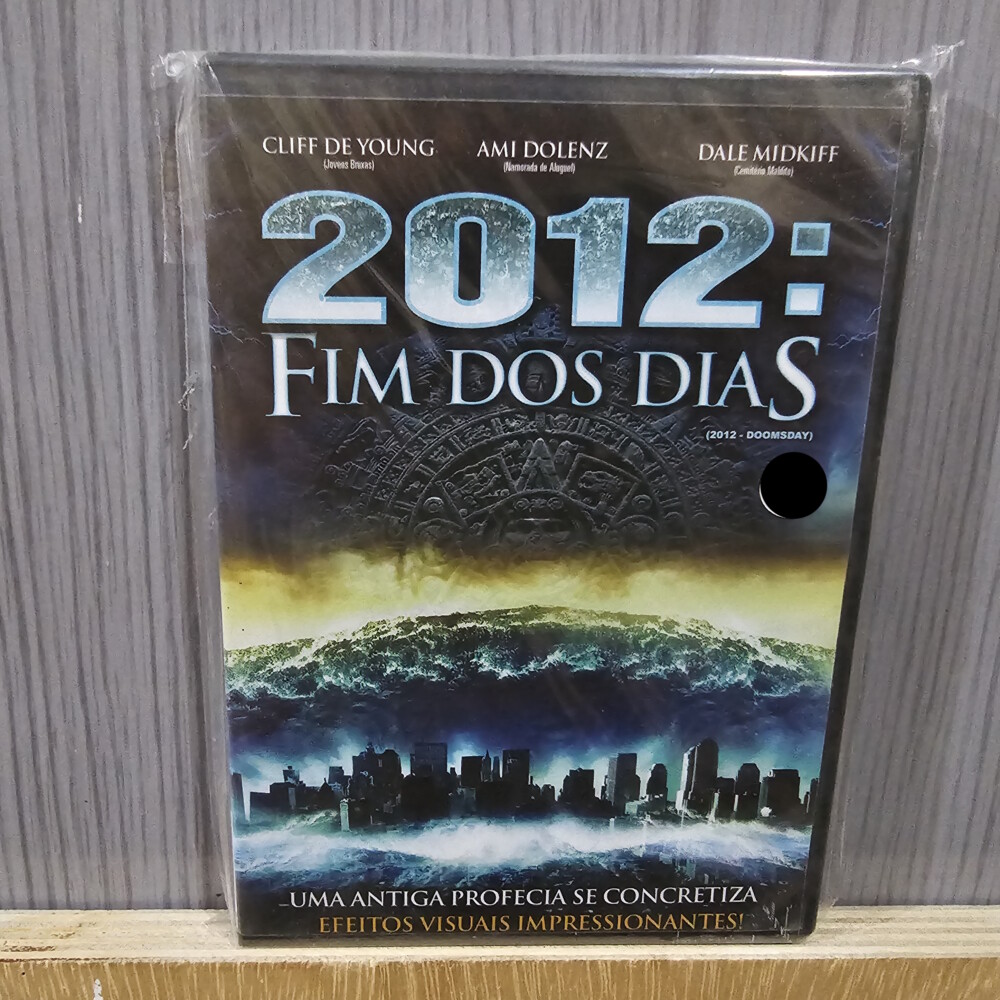 CLIFF DE YOUNG AMI DOLENZ DALE MIDKIFF
(Jovens Bruxas) (Namorada de Aluguel) (Cemitério Maldito)
2012:
FIM DOS DIAS
(2012 - DOOMSDAY)
UMA ANTIGA PROFECIA SE CONCRETIZA
EFEITOS VISUAIS IMPRESSIONANTES!